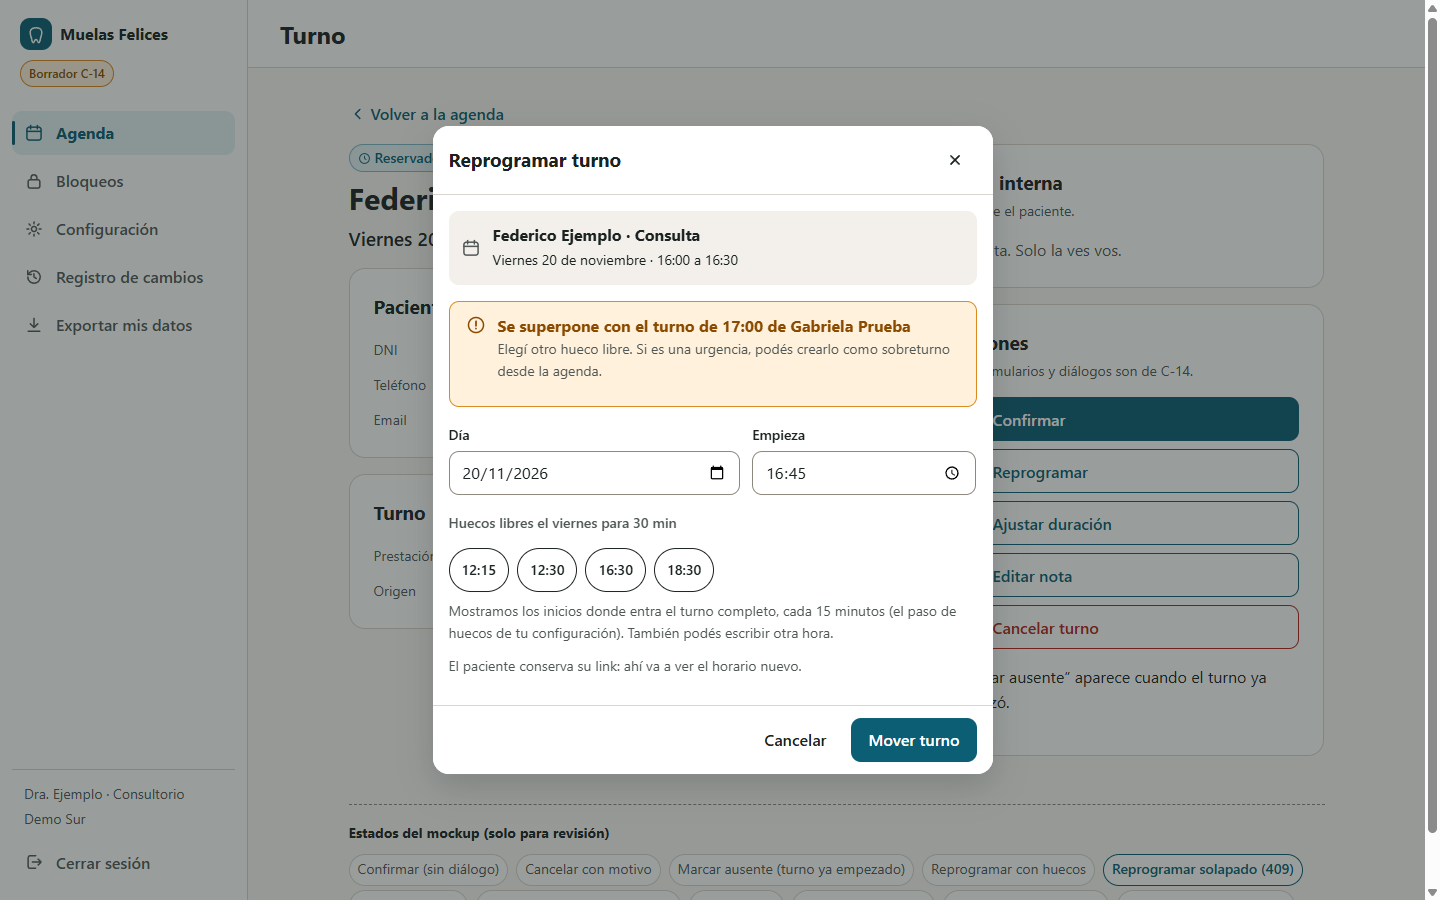 Muelas Felices
Borrador C-14
Agenda
Bloqueos
Configuración
Registro de cambios
Exportar mis datos
Dra. Ejemplo · Consultorio
Demo Sur
Cerrar sesión
Turno
Volver a la agenda
Reservad
Federi
Viernes 20
Pacien
DNI
Teléfono
Email
Turno
Prestación
Origen
Reprogramar turno
Federico Ejemplo · Consulta
Viernes 20 de noviembre · 16:00 a 16:30
Se superpone con el turno de 17:00 de Gabriela Prueba
Elegí otro hueco libre. Si es una urgencia, podés crearlo como sobreturno
desde la agenda.
Día
Empieza
20/11/2026
16:45
Huecos libres el viernes para 30 min
12:15
12:30
16:30
18:30
Mostramos los inicios donde entra el turno completo, cada 15 minutos (el paso de
huecos de tu configuración). También podés escribir otra hora.
El paciente conserva su link: ahí va a ver el horario nuevo.
Cancelar
Mover turno
interna
e el paciente.
ta. Solo la ves vos.
ones
mularios y diálogos son de C-14.
Confirmar
Reprogramar
Ajustar duración
Editar nota
Cancelar turno
ar ausente” aparece cuando el turno ya
zó.
Estados del mockup (solo para revisión)
Confirmar (sin diálogo)
Cancelar con motivo
Marcar ausente (turno ya empezado)
Reprogramar con huecos
Reprogramar solapado (409)